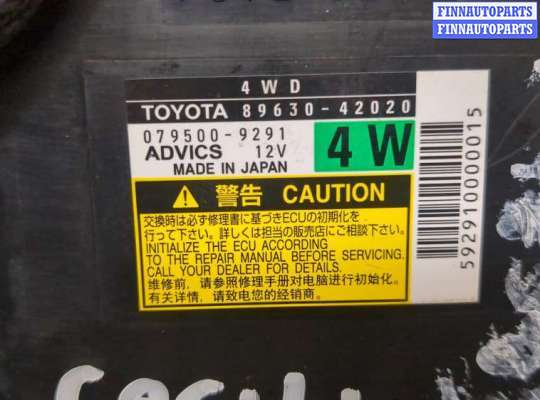 FINNAUTOPARTS
FINNAUTOPARTS
4WD
TOYOTA 89630-42020
079500-9291
ADVICS 12V
MADE IN JAPAN
4W
警告 CAUTION
交換時は必ず修理書に基づきECUの初期化を
行って下さい。詳しくは担当の販売店にご相談下さい。
INITIALIZE THE ECU ACCORDING
TO THE REPAIR MANUAL BEFORE SERVICING.
CALL YOUR DEALER FOR DETAILS.
维修前，请参照修理手册对电脑进行初始化。
有关详情，请致电您的经销商。
592910000015